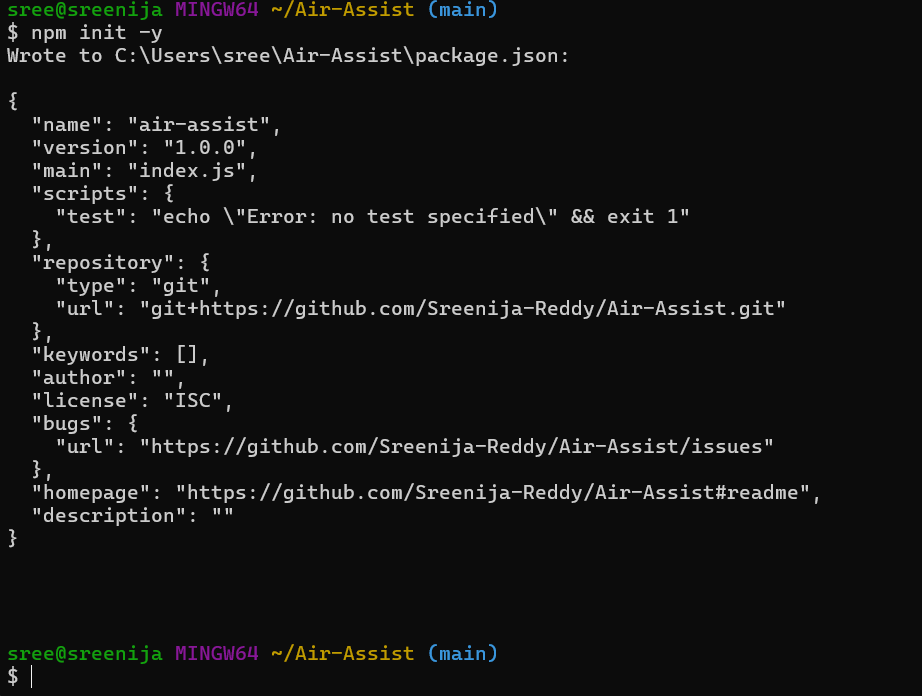 sree@sreenija MINGW64 ~/Air-Assist (main)
$ npm init -y
Wrote to C:\Users\sree\Air-Assist\package.json:

{
  "name": "air-assist",
  "version": "1.0.0",
  "main": "index.js",
  "scripts": {
    "test": "echo \"Error: no test specified\" && exit 1"
  },
  "repository": {
    "type": "git",
    "url": "git+https://github.com/Sreenija-Reddy/Air-Assist.git"
  },
  "keywords": [],
  "author": "",
  "license": "ISC",
  "bugs": {
    "url": "https://github.com/Sreenija-Reddy/Air-Assist/issues"
  },
  "homepage": "https://github.com/Sreenija-Reddy/Air-Assist#readme",
  "description": ""
}

sree@sreenija MINGW64 ~/Air-Assist (main)
$